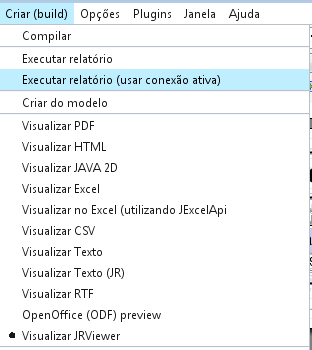 Criar (build) Opções Plugins Janela Ajuda
Compilar
Executar relatório
Executar relatório (usar conexão ativa)
Criar do modelo
Visualizar PDF
Visualizar HTML
Visualizar JAVA 2D
Visualizar Excel
Visualizar no Excel (utilizando JExcelApi
Visualizar CSV
Visualizar Texto
Visualizar Texto (JR)
Visualizar RTF
OpenOffice (ODF) preview
Visualizar JRViewer